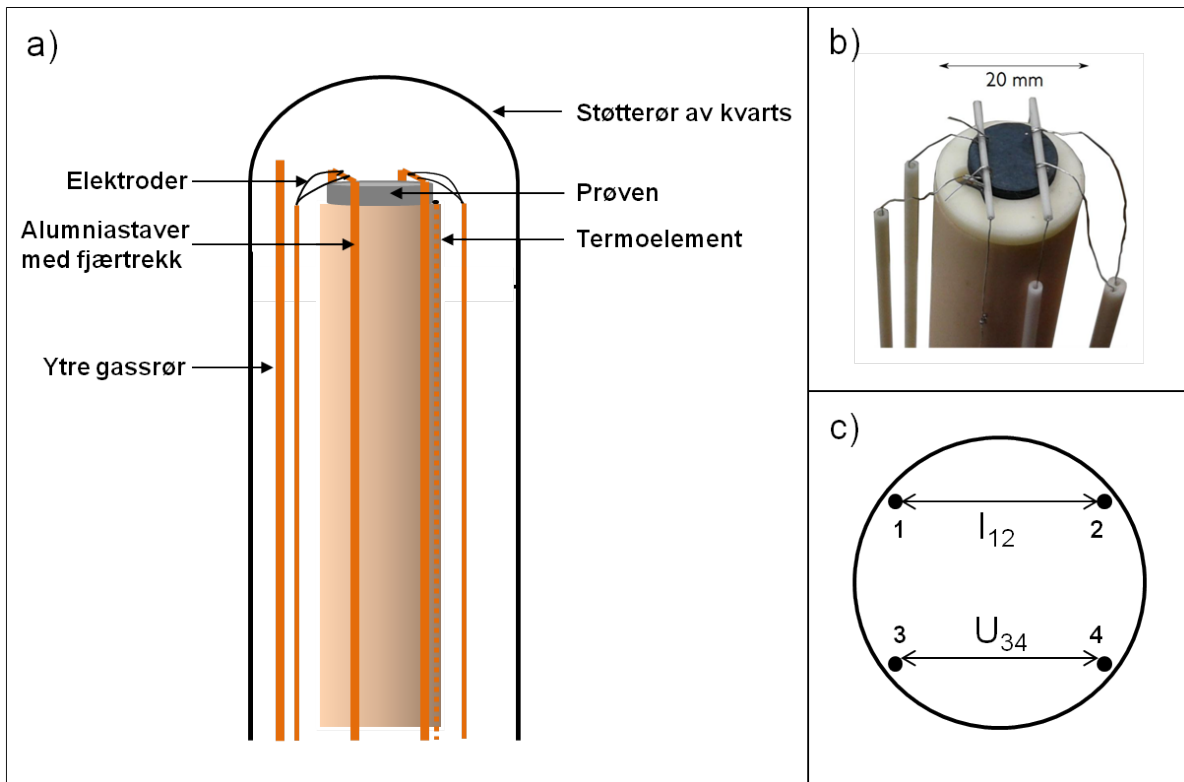 a)
Støtterør av kvarts
Elektroder
Prøven
Alumniastaver
med fjærtrekk
Termoelement
Ytre gassrør
b)
20 mm
c)
1
I₁₂
2
3
U₃₄
4